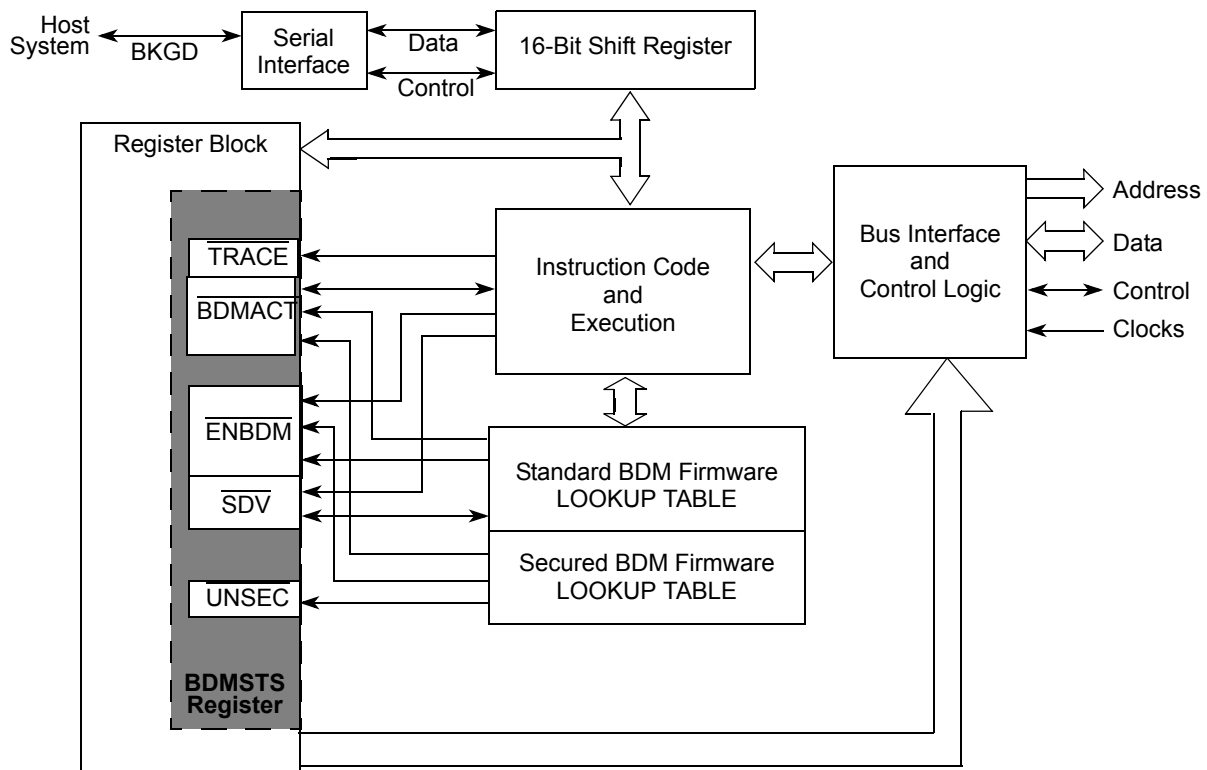 Host
System
BKGD
Serial
Interface
Data
Control
16-Bit Shift Register
Register Block
TRACE
BDMACT
ENBDM
SDV
UNSEC
BDMSTS
Register
Instruction Code
and
Execution
Standard BDM Firmware
LOOKUP TABLE
Secured BDM Firmware
LOOKUP TABLE
Bus Interface
and
Control Logic
Address
Data
Control
Clocks